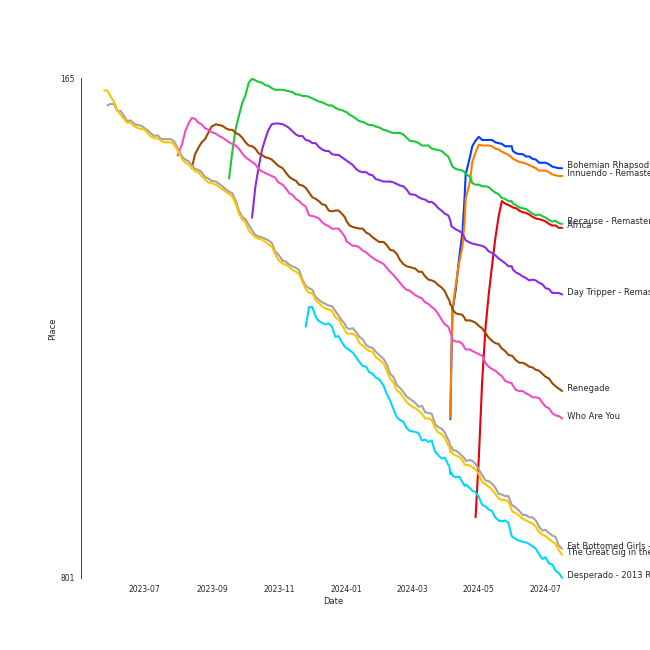 165
Bohemian Rhapsody
Innuendo - Remaste
Because - Remaster
Africa
Day Tripper - Remas
Place
Renegade
Who Are You
Fat Bottomed Girls -
The Great Gig in the
801
Desperado - 2013 R
2023-07 2023-09 2023-11 2024-01 2024-03 2024-05 2024-07
Date